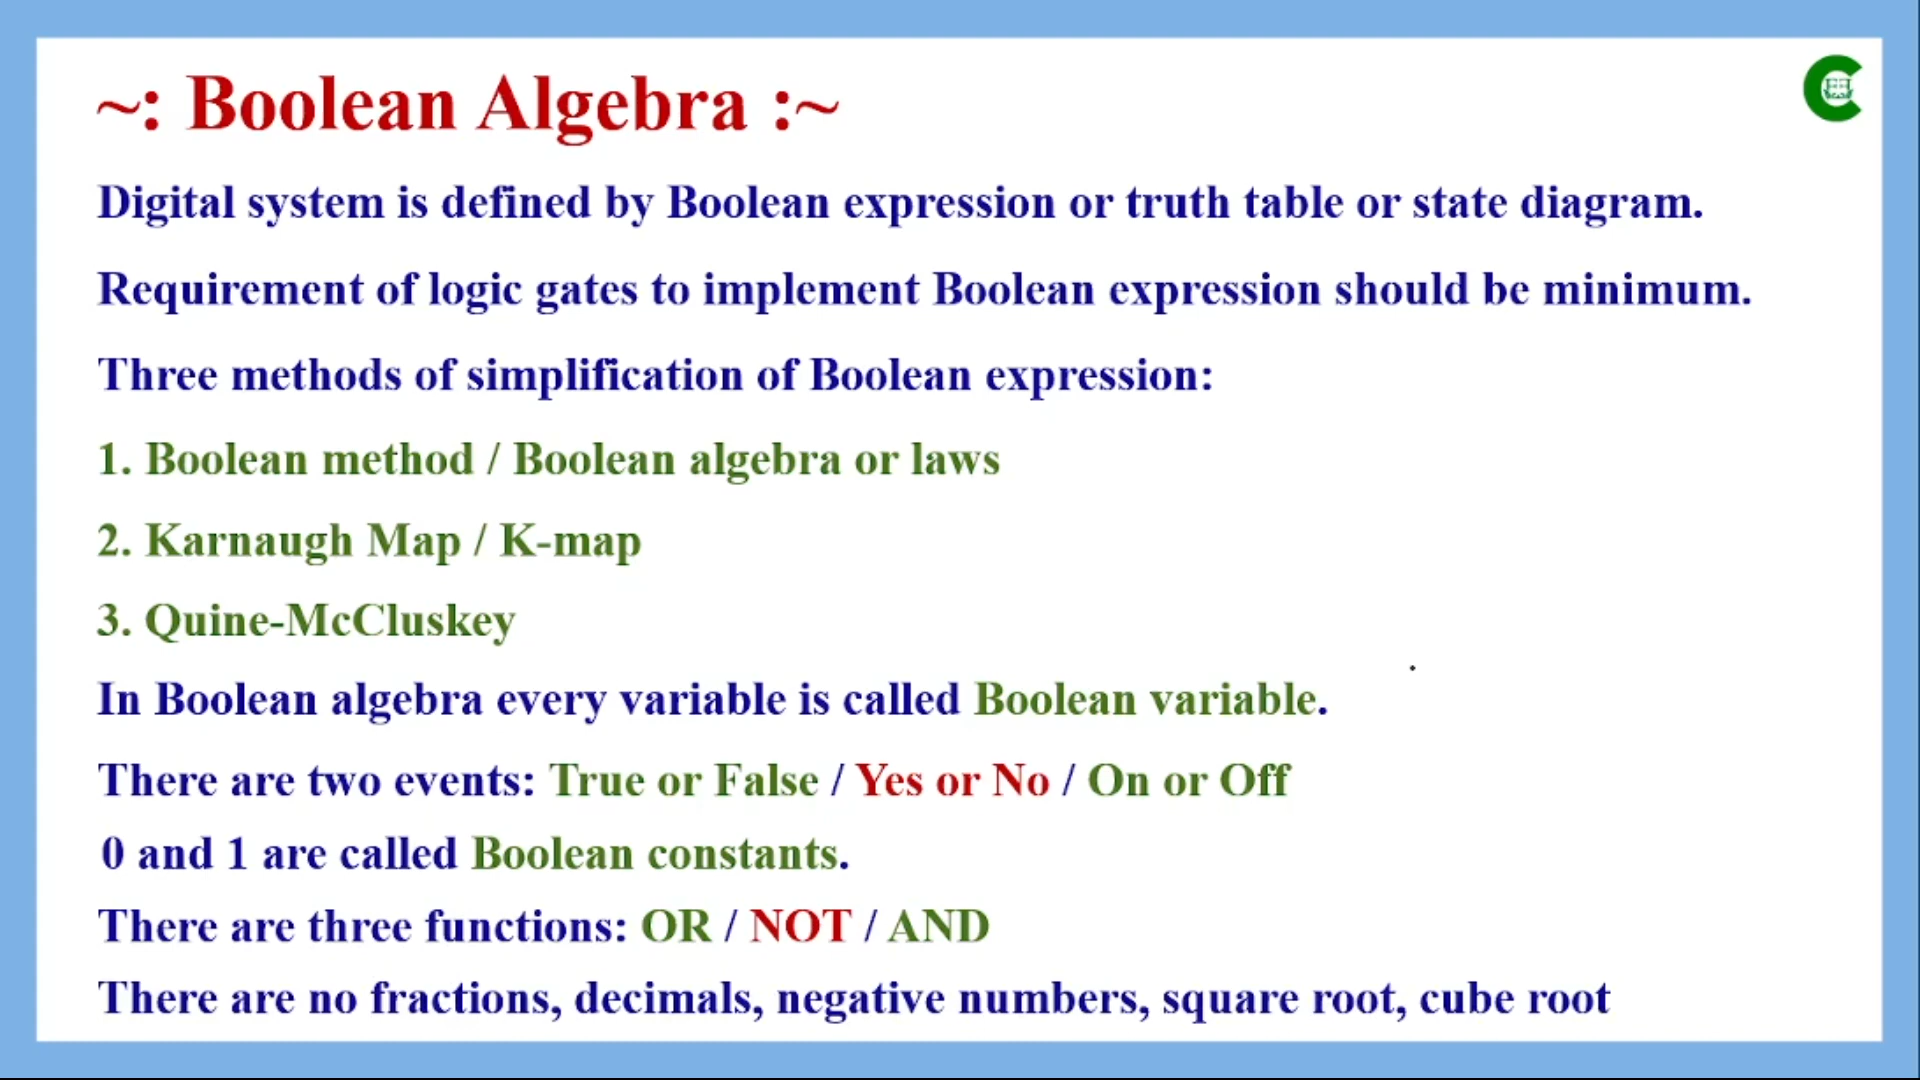 ~: Boolean Algebra :~
Digital system is defined by Boolean expression or truth table or state diagram.
Requirement of logic gates to implement Boolean expression should be minimum.
Three methods of simplification of Boolean expression:
1. Boolean method / Boolean algebra or laws
2. Karnaugh Map / K-map
3. Quine-McCluskey
In Boolean algebra every variable is called Boolean variable.
There are two events: True or False / Yes or No / On or Off
0 and 1 are called Boolean constants.
There are three functions: OR / NOT / AND
There are no fractions, decimals, negative numbers, square root, cube root